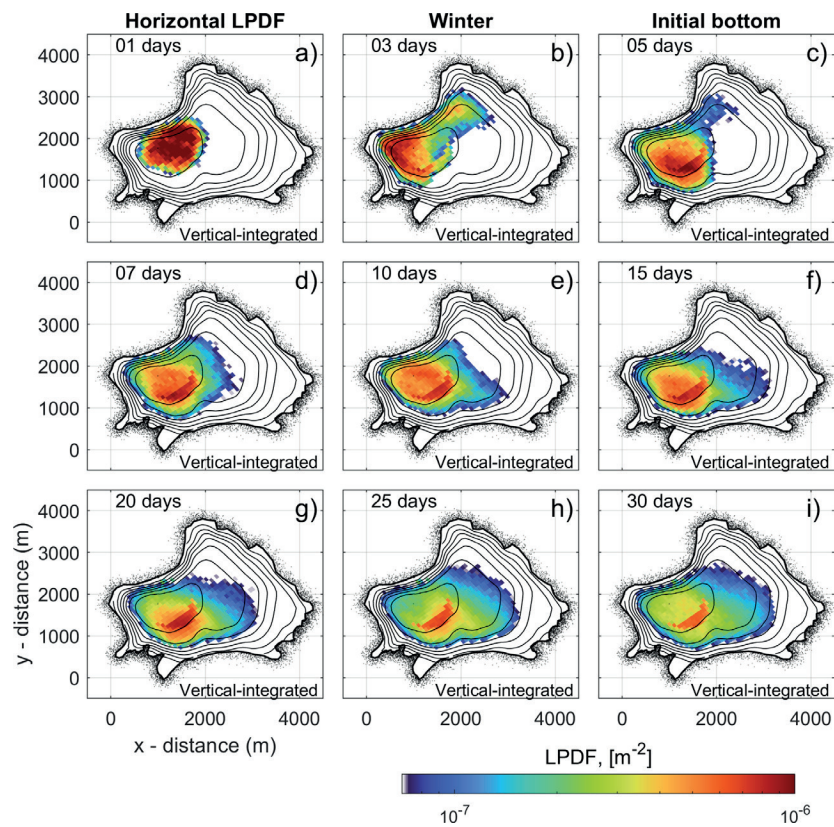 Horizontal LPDF Winter Initial bottom
01 days a) 03 days b) 05 days c)
4000
3000
2000
1000
0
Vertical-integrated Vertical-integrated Vertical-integrated
07 days d) 10 days e) 15 days f)
4000
3000
2000
1000
0
Vertical-integrated Vertical-integrated Vertical-integrated
20 days g) 25 days h) 30 days i)
4000
3000
2000
1000
0
y - distance (m)
Vertical-integrated Vertical-integrated Vertical-integrated
0 2000 4000 0 2000 4000 0 2000 4000
x - distance (m)
LPDF, [m⁻²]
10⁻⁷ 10⁻⁶